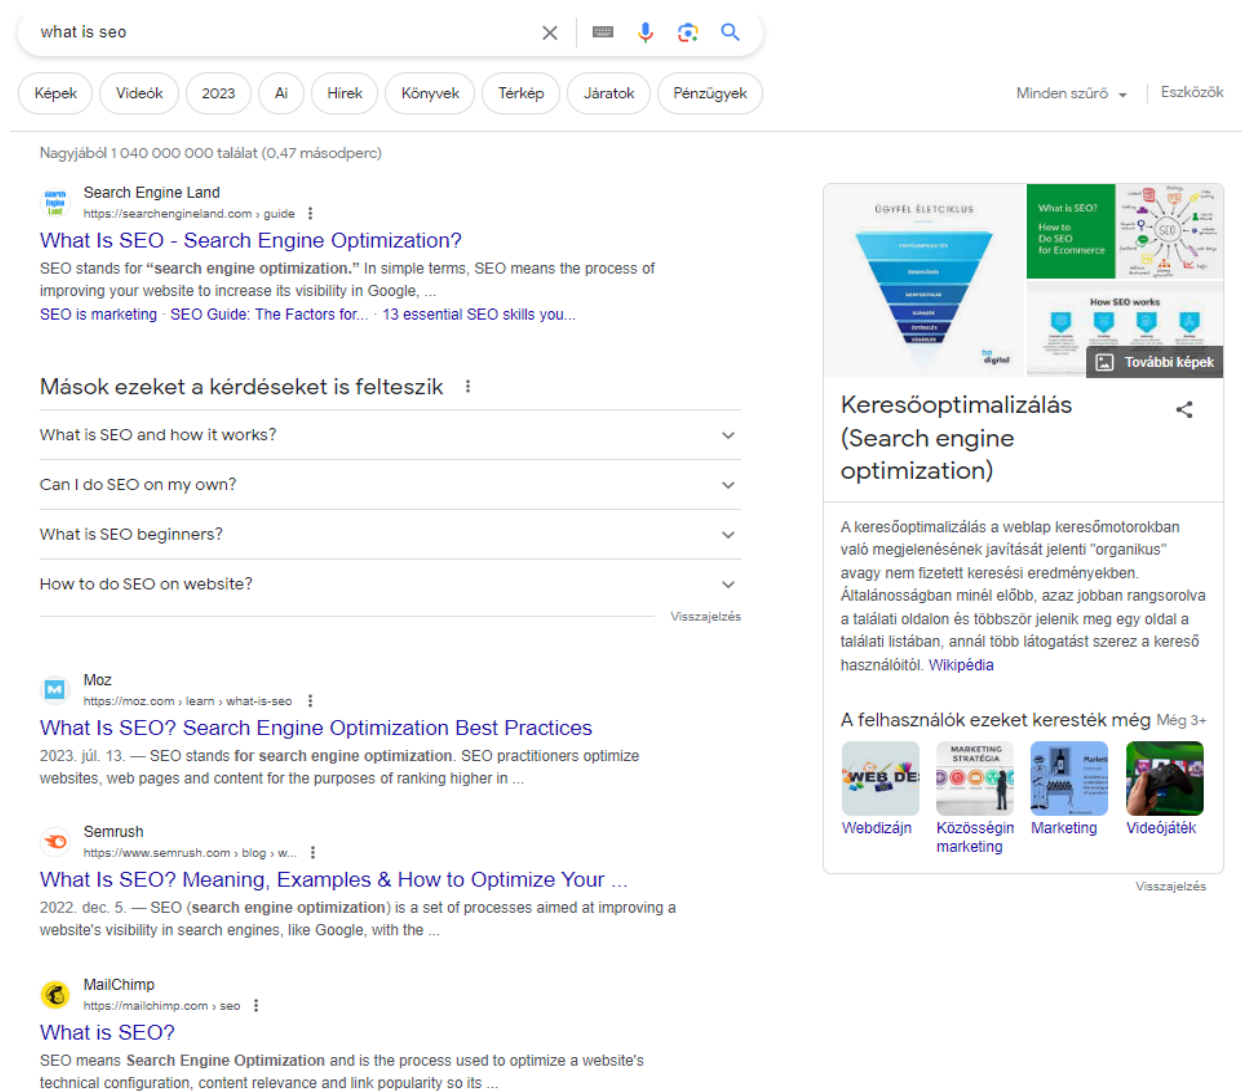 what is seo
Képek
Videók
2023
Ai
Hírek
Könyvek
Térkép
Járatok
Pénzügyek
Minden szűrő
Eszközök
Nagyjából 1 040 000 000 találat (0,47 másodperc)
Search Engine Land
https://searchengineland.com › guide
What Is SEO - Search Engine Optimization?
SEO stands for “search engine optimization.” In simple terms, SEO means the process of
improving your website to increase its visibility in Google, ...
SEO is marketing · SEO Guide: The Factors for... · 13 essential SEO skills you...
Mások ezeket a kérdéseket is felteszik
What is SEO and how it works?
Can I do SEO on my own?
What is SEO beginners?
How to do SEO on website?
Visszajelzés
Moz
https://moz.com › learn › what-is-seo
What Is SEO? Search Engine Optimization Best Practices
2023. júl. 13. — SEO stands for search engine optimization. SEO practitioners optimize
websites, web pages and content for the purposes of ranking higher in ...
Semrush
https://www.semrush.com › blog › w...
What Is SEO? Meaning, Examples & How to Optimize Your ...
2022. dec. 5. — SEO (search engine optimization) is a set of processes aimed at improving a
website's visibility in search engines, like Google, with the ...
MailChimp
https://mailchimp.com › seo
What is SEO?
SEO means Search Engine Optimization and is the process used to optimize a website's
technical configuration, content relevance and link popularity so its ...
ÜGYFÉL ÉLETCIKLUS
bp
digital
What is SEO?
How to
Do SEO
for Ecommerce
SEO
How SEO works
További képek
Keresőoptimalizálás
(Search engine
optimization)
A keresőoptimalizálás a weblap keresőmotorokban
való megjelenésének javítását jelenti "organikus"
avagy nem fizetett keresési eredményekben.
Általánosságban minél előbb, azaz jobban rangsorolva
a találati oldalon és többször jelenik meg egy oldal a
találati listában, annál több látogatást szerez a kereső
használóitól. Wikipédia
A felhasználók ezeket keresték még
Még 3+
WEB DE
MARKETING
STRATÉGIA
Market
Webdizájn
Közösségin
marketing
Marketing
Videójáték
Visszajelzés